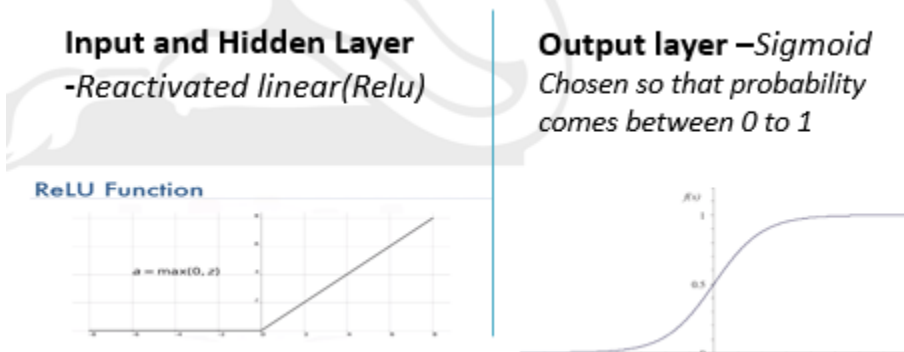 Input and Hidden Layer
-Reactivated linear(Relu)
Output layer –Sigmoid
Chosen so that probability
comes between 0 to 1
ReLU Function
a = max(0, z)
f(x)
1
0.5
0